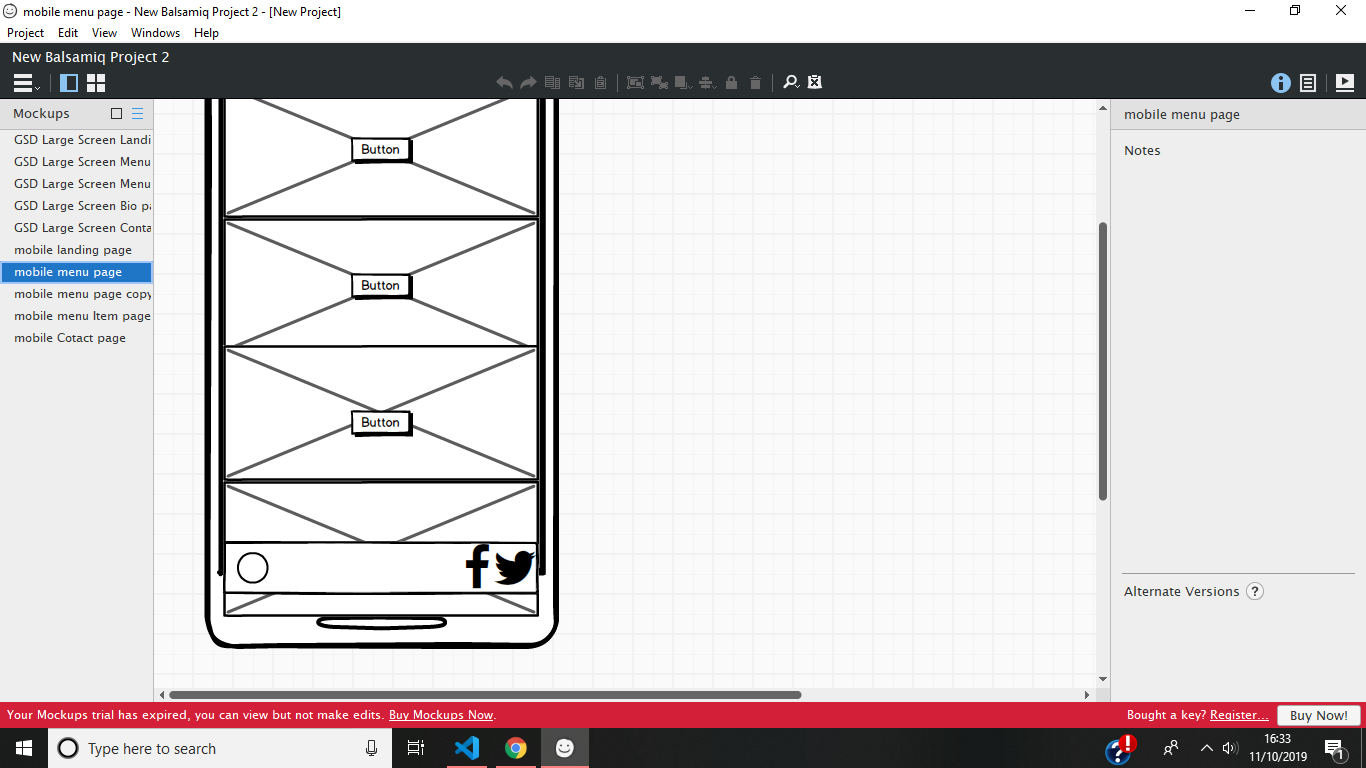 mobile menu page - New Balsamiq Project 2 - [New Project]
Project Edit View Windows Help
New Balsamiq Project 2
Mockups
GSD Large Screen Landi
GSD Large Screen Menu
GSD Large Screen Menu
GSD Large Screen Bio pa
GSD Large Screen Conta
mobile landing page
mobile menu page
mobile menu page copy
mobile menu Item page
mobile Cotact page
Button
Button
Button
mobile menu page
Notes
Alternate Versions ?
Your Mockups trial has expired, you can view but not make edits. Buy Mockups Now.
Bought a key? Register... Buy Now!
Type here to search
16:33
11/10/2019
1